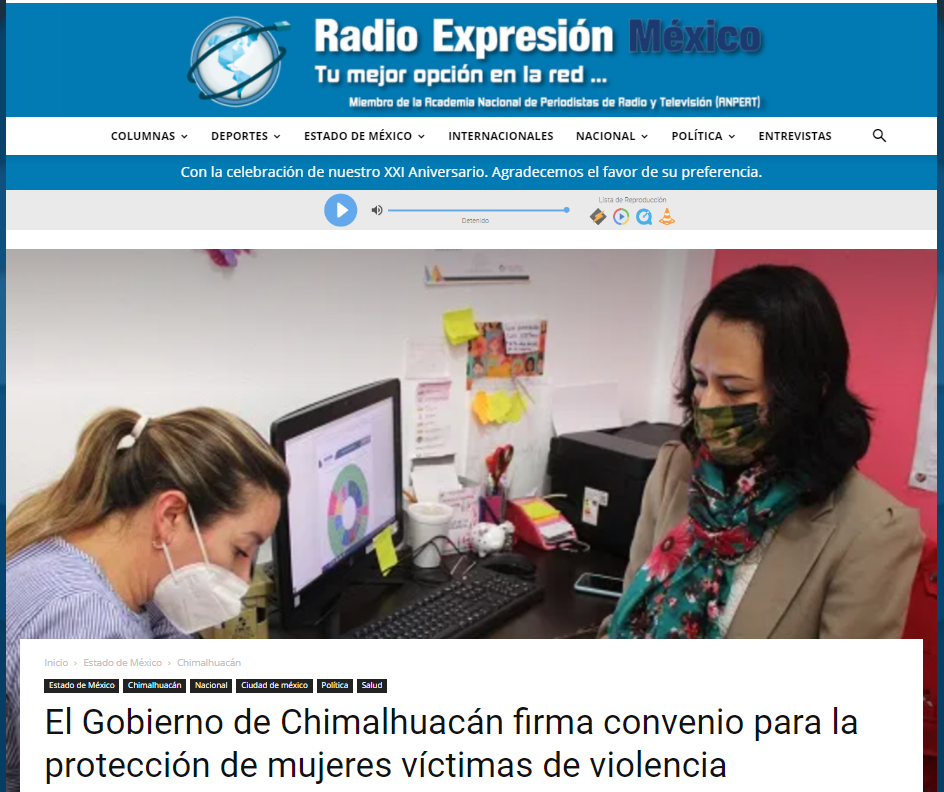 Radio Expresión México
Tu mejor opción en la red ...
Miembro de la Academia Nacional de Periodistas de Radio y Televisión (ANPERT)
COLUMNAS DEPORTES ESTADO DE MÉXICO INTERNACIONALES NACIONAL POLÍTICA ENTREVISTAS
Con la celebración de nuestro XXI Aniversario. Agradecemos el favor de su preferencia.
Lista de Reproducción
Detenido
Inicio › Estado de México › Chimalhuacán
Estado de México Chimalhuacán Nacional Ciudad de méxico Política Salud
El Gobierno de Chimalhuacán firma convenio para la
protección de mujeres víctimas de violencia